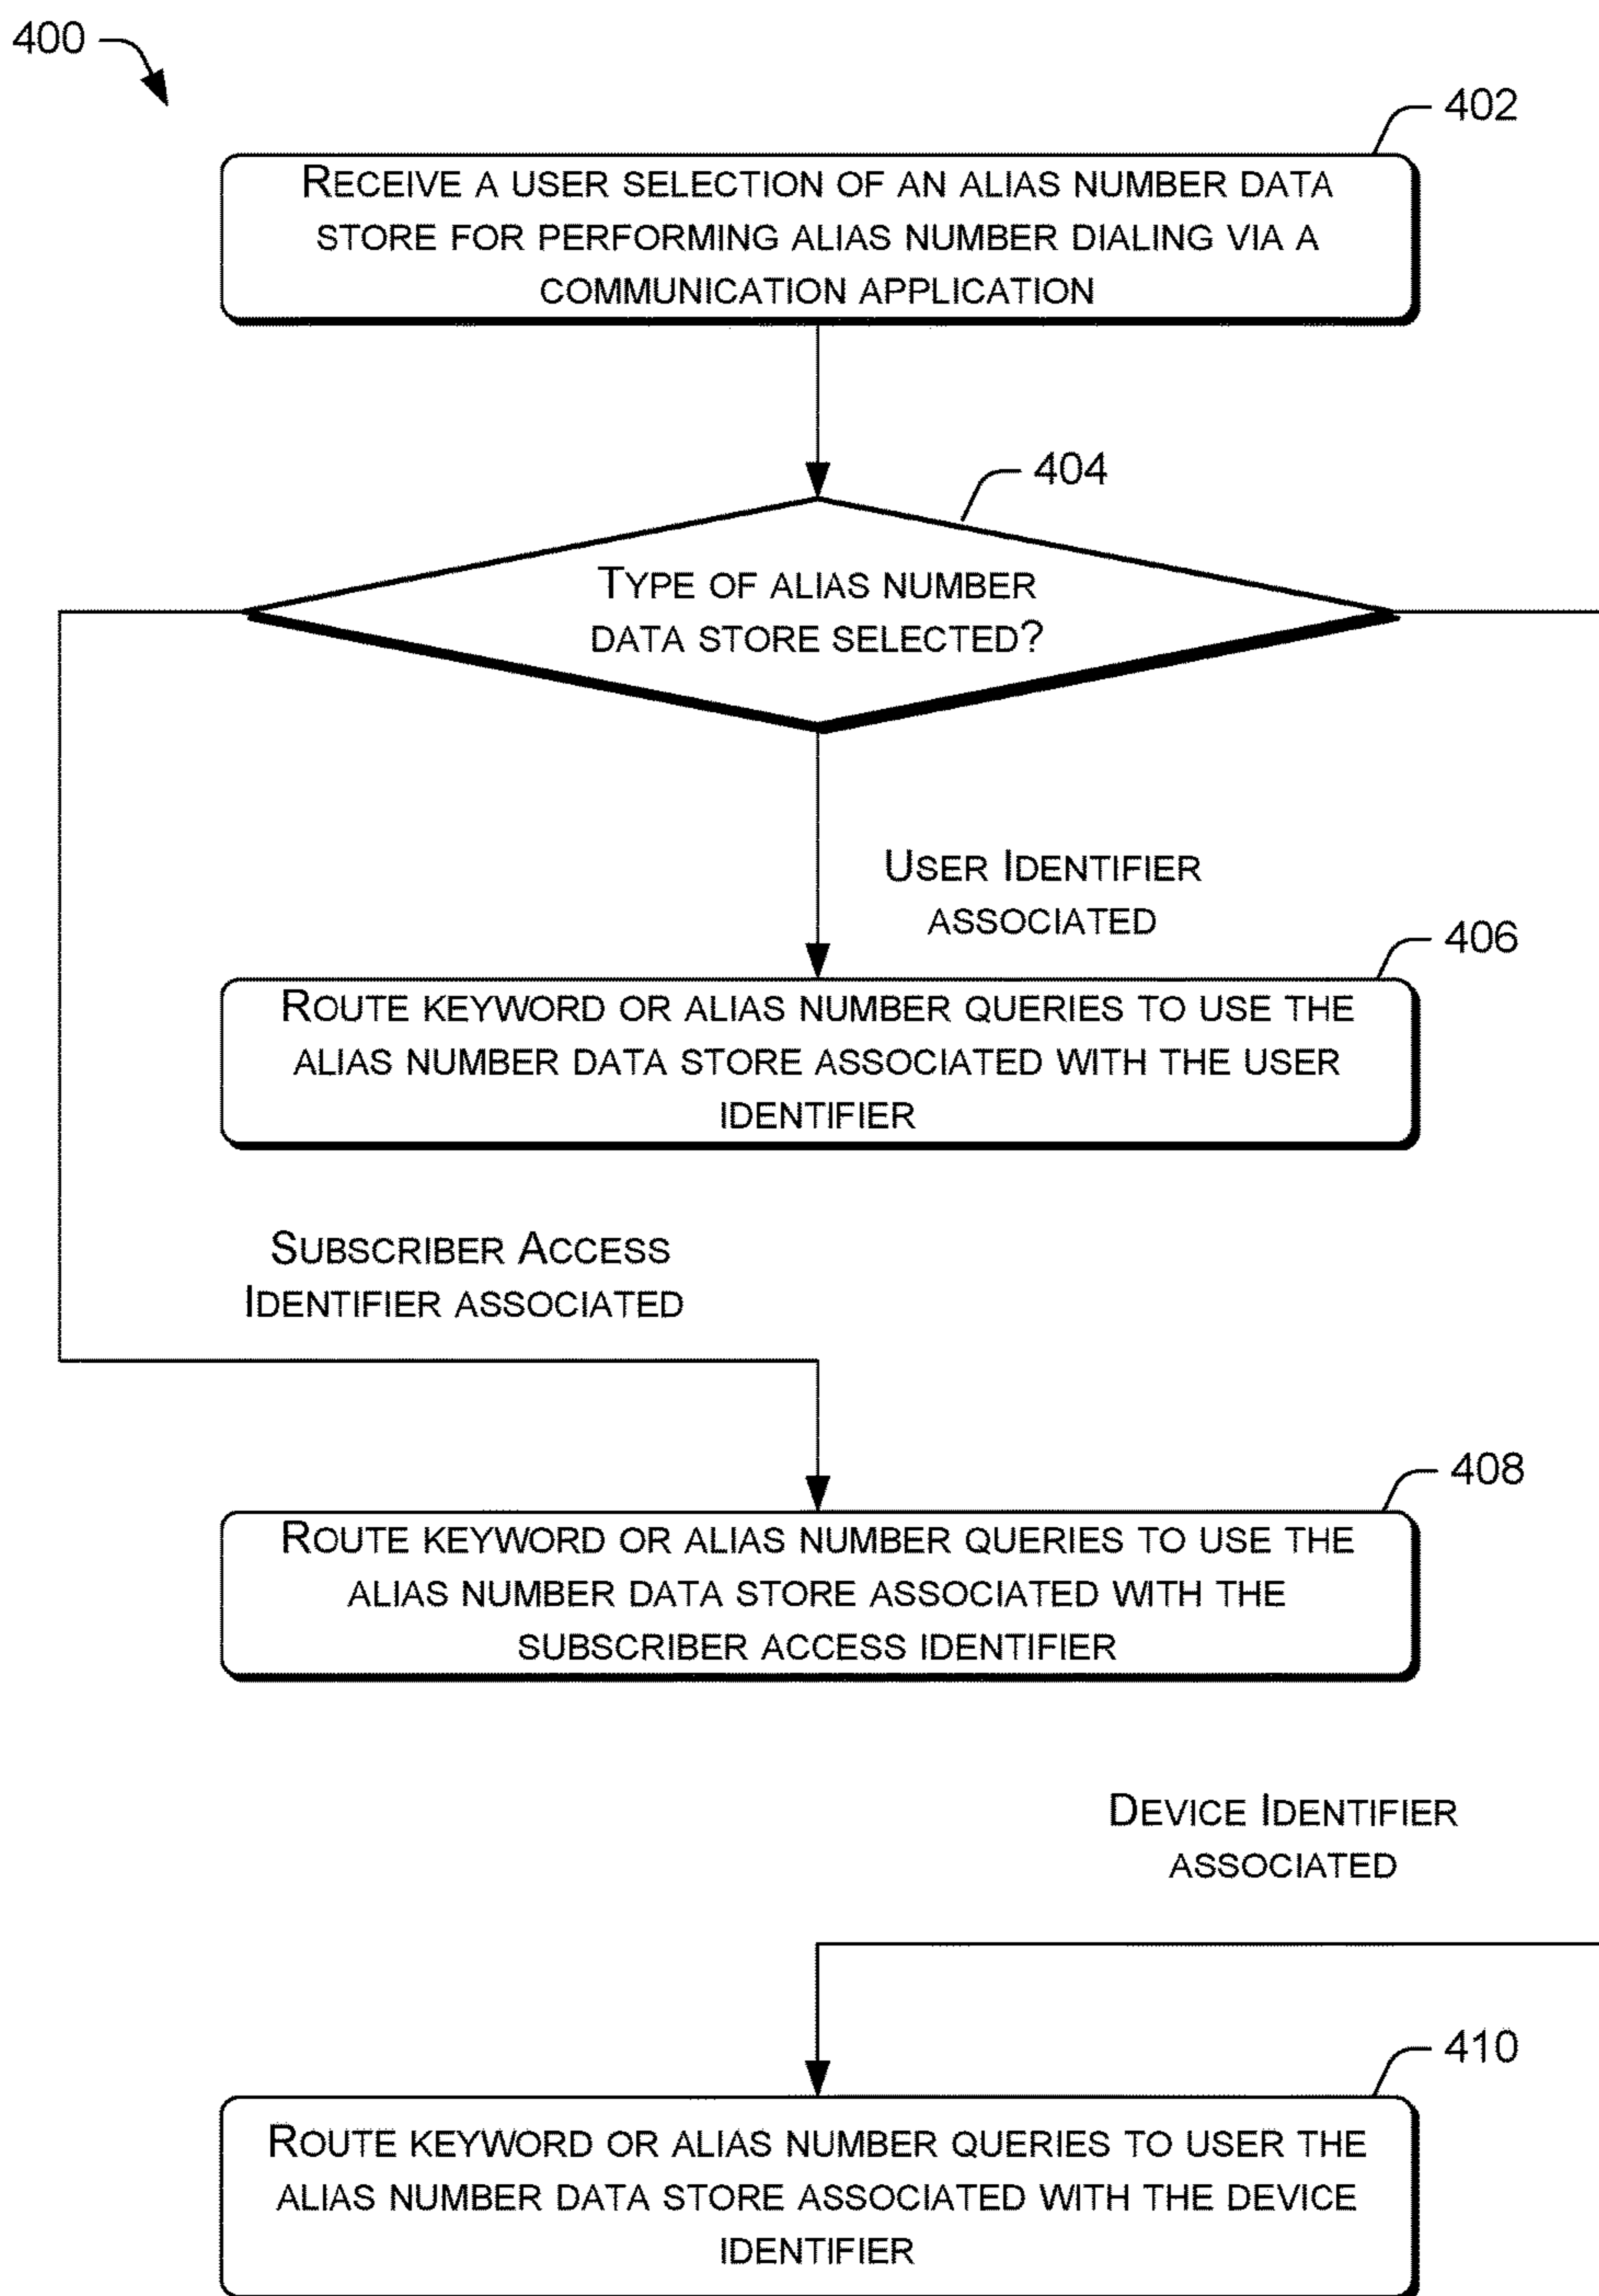 400
402
RECEIVE A USER SELECTION OF AN ALIAS NUMBER DATA
STORE FOR PERFORMING ALIAS NUMBER DIALING VIA A
COMMUNICATION APPLICATION
404
TYPE OF ALIAS NUMBER
DATA STORE SELECTED?
USER IDENTIFIER
ASSOCIATED
406
ROUTE KEYWORD OR ALIAS NUMBER QUERIES TO USE THE
ALIAS NUMBER DATA STORE ASSOCIATED WITH THE USER
IDENTIFIER
SUBSCRIBER ACCESS
IDENTIFIER ASSOCIATED
408
ROUTE KEYWORD OR ALIAS NUMBER QUERIES TO USE THE
ALIAS NUMBER DATA STORE ASSOCIATED WITH THE
SUBSCRIBER ACCESS IDENTIFIER
DEVICE IDENTIFIER
ASSOCIATED
410
ROUTE KEYWORD OR ALIAS NUMBER QUERIES TO USER THE
ALIAS NUMBER DATA STORE ASSOCIATED WITH THE DEVICE
IDENTIFIER